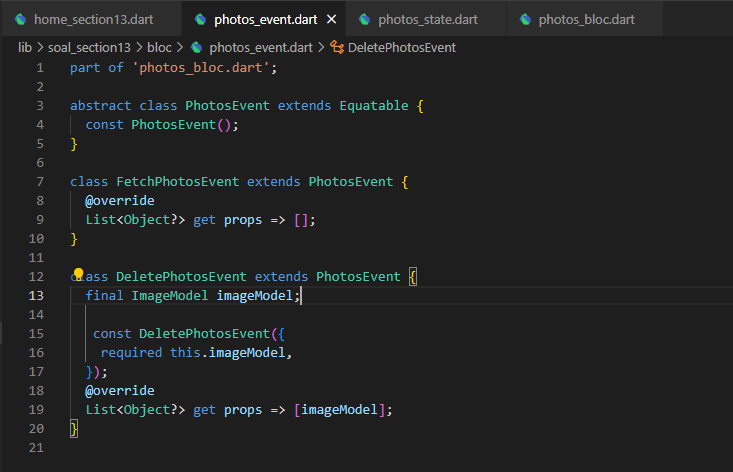 home_section13.dart photos_event.dart photos_state.dart photos_bloc.dart
lib > soal_section13 > bloc > photos_event.dart > DeletePhotosEvent
1 part of 'photos_bloc.dart';
2
3 abstract class PhotosEvent extends Equatable {
4   const PhotosEvent();
5 }
6
7 class FetchPhotosEvent extends PhotosEvent {
8   @override
9   List<Object?> get props => [];
10 }
11
12 class DeletePhotosEvent extends PhotosEvent {
13   final ImageModel imageModel;
14
15    const DeletePhotosEvent({
16     required this.imageModel,
17   });
18   @override
19   List<Object?> get props => [imageModel];
20 }
21